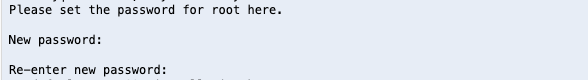 Please set the password for root here.
New password:
Re-enter new password: